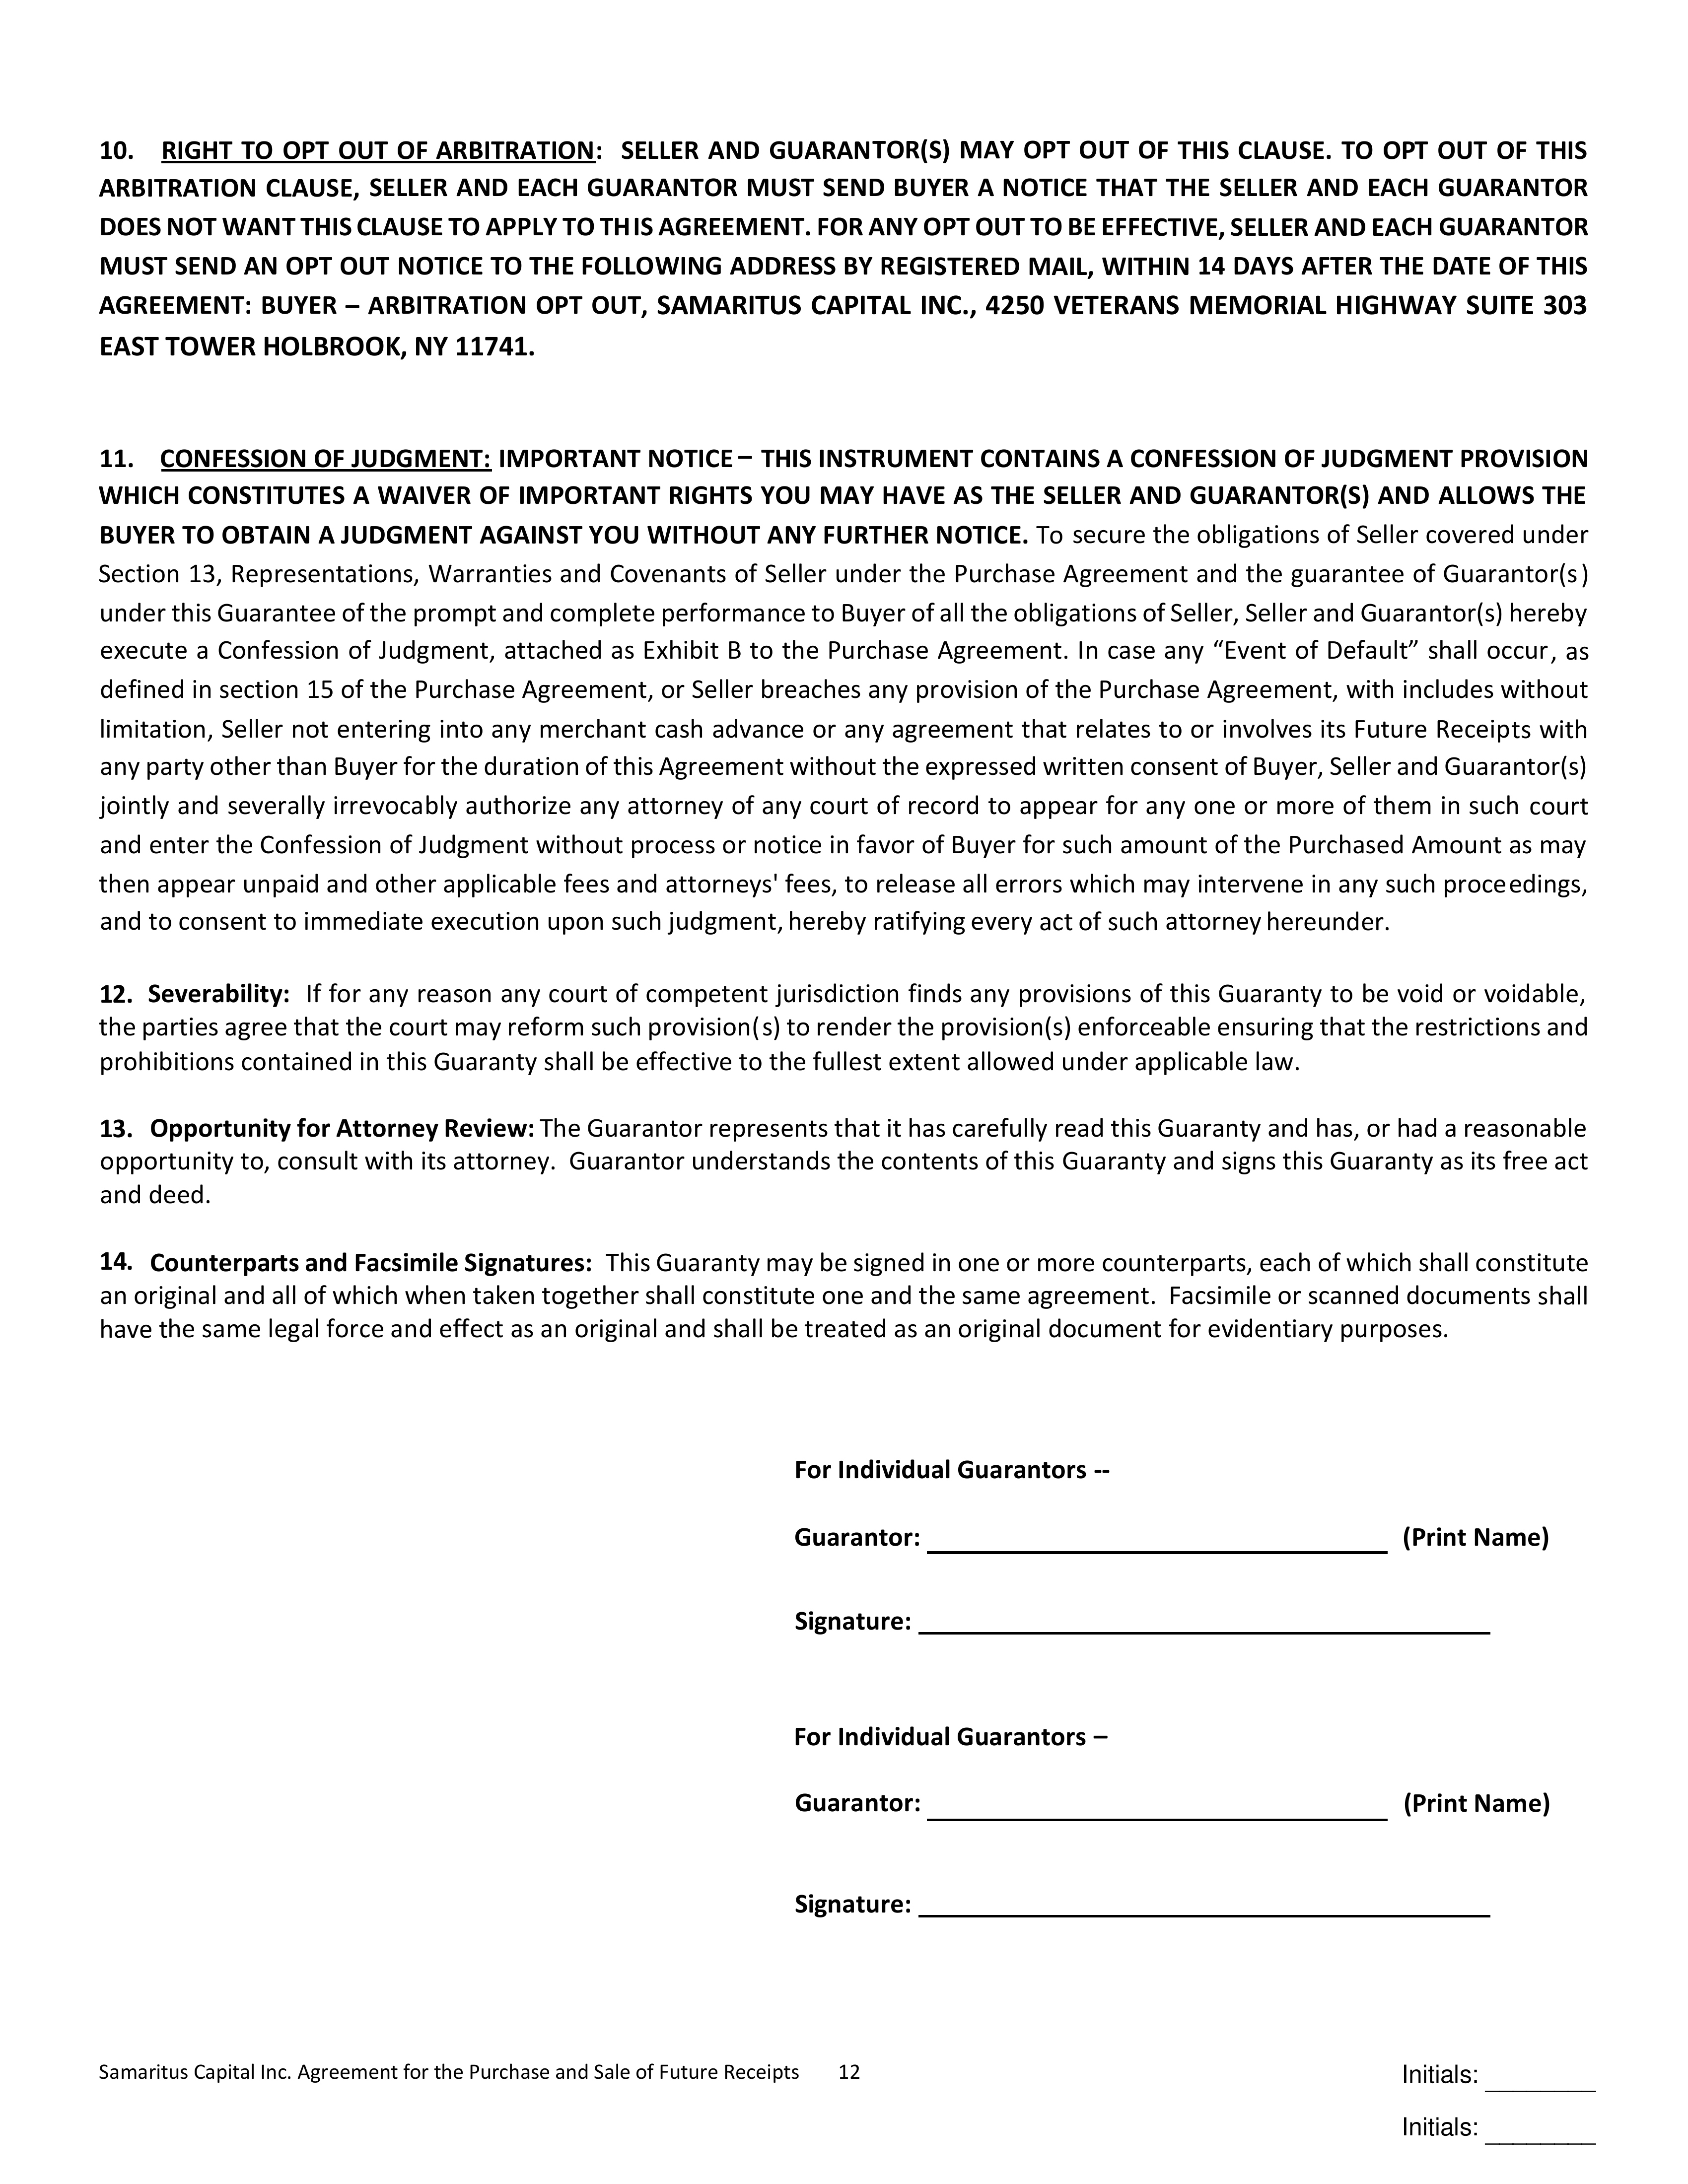 10. RIGHT TO OPT OUT OF ARBITRATION: SELLER AND GUARANTOR(S) MAY OPT OUT OF THIS CLAUSE. TO OPT OUT OF THIS
ARBITRATION CLAUSE, SELLER AND EACH GUARANTOR MUST SEND BUYER A NOTICE THAT THE SELLER AND EACH GUARANTOR
DOES NOT WANT THIS CLAUSE TO APPLY TO THIS AGREEMENT. FOR ANY OPT OUT TO BE EFFECTIVE, SELLER AND EACH GUARANTOR
MUST SEND AN OPT OUT NOTICE TO THE FOLLOWING ADDRESS BY REGISTERED MAIL, WITHIN 14 DAYS AFTER THE DATE OF THIS
AGREEMENT: BUYER – ARBITRATION OPT OUT, SAMARITUS CAPITAL INC., 4250 VETERANS MEMORIAL HIGHWAY SUITE 303
EAST TOWER HOLBROOK, NY 11741.
11. CONFESSION OF JUDGMENT: IMPORTANT NOTICE – THIS INSTRUMENT CONTAINS A CONFESSION OF JUDGMENT PROVISION
WHICH CONSTITUTES A WAIVER OF IMPORTANT RIGHTS YOU MAY HAVE AS THE SELLER AND GUARANTOR(S) AND ALLOWS THE
BUYER TO OBTAIN A JUDGMENT AGAINST YOU WITHOUT ANY FURTHER NOTICE. To secure the obligations of Seller covered under
Section 13, Representations, Warranties and Covenants of Seller under the Purchase Agreement and the guarantee of Guarantor(s)
under this Guarantee of the prompt and complete performance to Buyer of all the obligations of Seller, Seller and Guarantor(s) hereby
execute a Confession of Judgment, attached as Exhibit B to the Purchase Agreement. In case any “Event of Default” shall occur, as
defined in section 15 of the Purchase Agreement, or Seller breaches any provision of the Purchase Agreement, with includes without
limitation, Seller not entering into any merchant cash advance or any agreement that relates to or involves its Future Receipts with
any party other than Buyer for the duration of this Agreement without the expressed written consent of Buyer, Seller and Guarantor(s)
jointly and severally irrevocably authorize any attorney of any court of record to appear for any one or more of them in such court
and enter the Confession of Judgment without process or notice in favor of Buyer for such amount of the Purchased Amount as may
then appear unpaid and other applicable fees and attorneys' fees, to release all errors which may intervene in any such proceedings,
and to consent to immediate execution upon such judgment, hereby ratifying every act of such attorney hereunder.
12. Severability: If for any reason any court of competent jurisdiction finds any provisions of this Guaranty to be void or voidable,
the parties agree that the court may reform such provision(s) to render the provision(s) enforceable ensuring that the restrictions and
prohibitions contained in this Guaranty shall be effective to the fullest extent allowed under applicable law.
13. Opportunity for Attorney Review: The Guarantor represents that it has carefully read this Guaranty and has, or had a reasonable
opportunity to, consult with its attorney. Guarantor understands the contents of this Guaranty and signs this Guaranty as its free act
and deed.
14. Counterparts and Facsimile Signatures: This Guaranty may be signed in one or more counterparts, each of which shall constitute
an original and all of which when taken together shall constitute one and the same agreement. Facsimile or scanned documents shall
have the same legal force and effect as an original and shall be treated as an original document for evidentiary purposes.
For Individual Guarantors --
Guarantor: ____________________ (Print Name)
Signature: ____________________
For Individual Guarantors –
Guarantor: ____________________ (Print Name)
Signature: ____________________
Samaritus Capital Inc. Agreement for the Purchase and Sale of Future Receipts 12
Initials: ________
Initials: ________